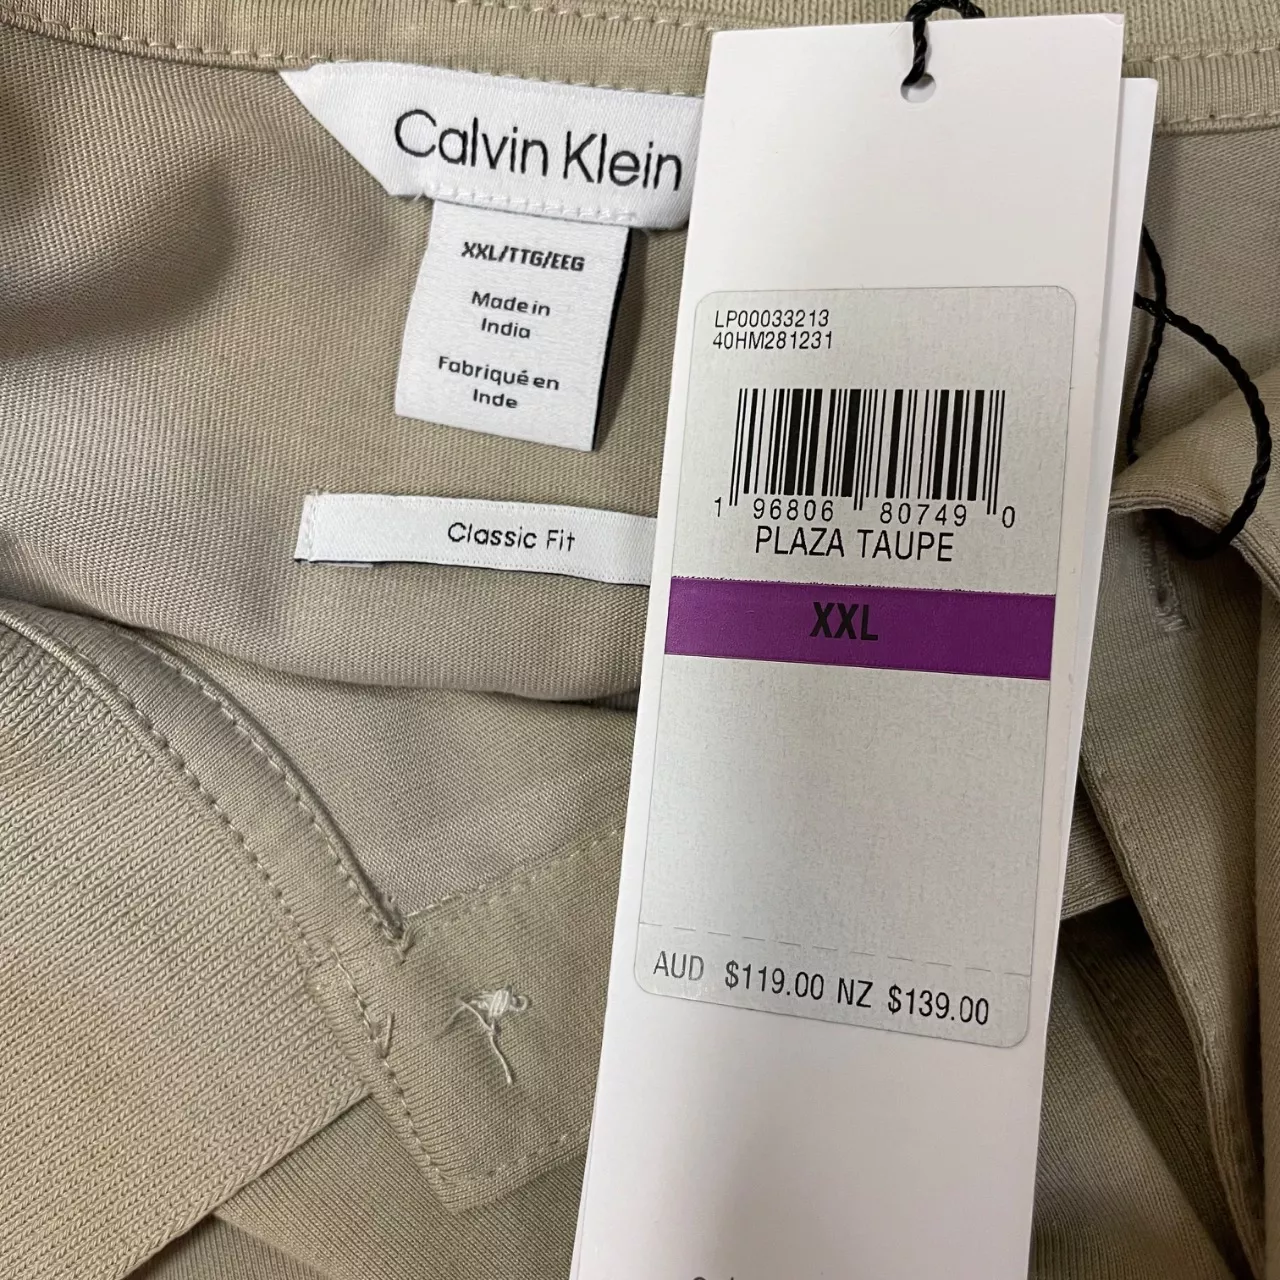 Calvin Klein
XXL/TTG/EEG
Made in
India
Fabriqué en
Inde
Classic Fit
LP00033213
40HM281231
1 96806 80749 0
PLAZA TAUPE
XXL
AUD $119.00 NZ $139.00